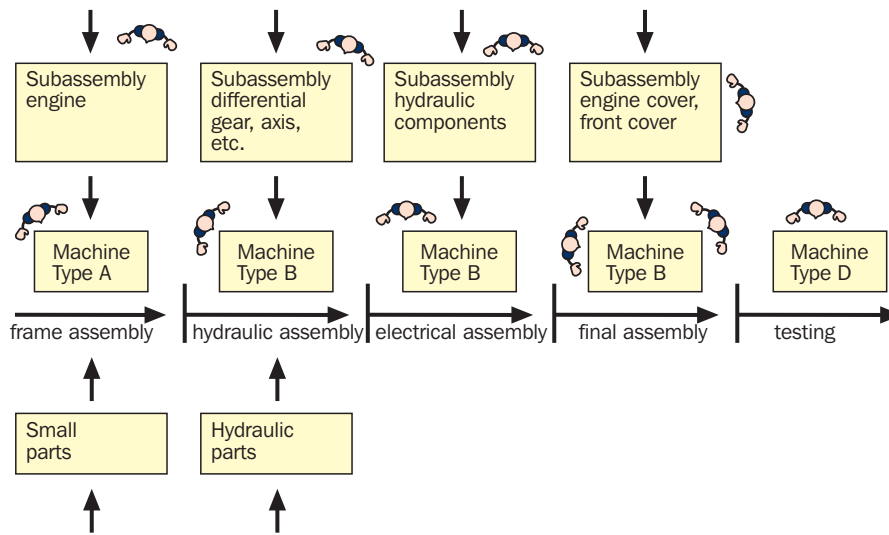 Subassembly
engine
Subassembly
differential
gear, axis,
etc.
Subassembly
hydraulic
components
Subassembly
engine cover,
front cover
Machine
Type A
Machine
Type B
Machine
Type B
Machine
Type B
Machine
Type D
frame assembly
hydraulic assembly
electrical assembly
final assembly
testing
Small
parts
Hydraulic
parts